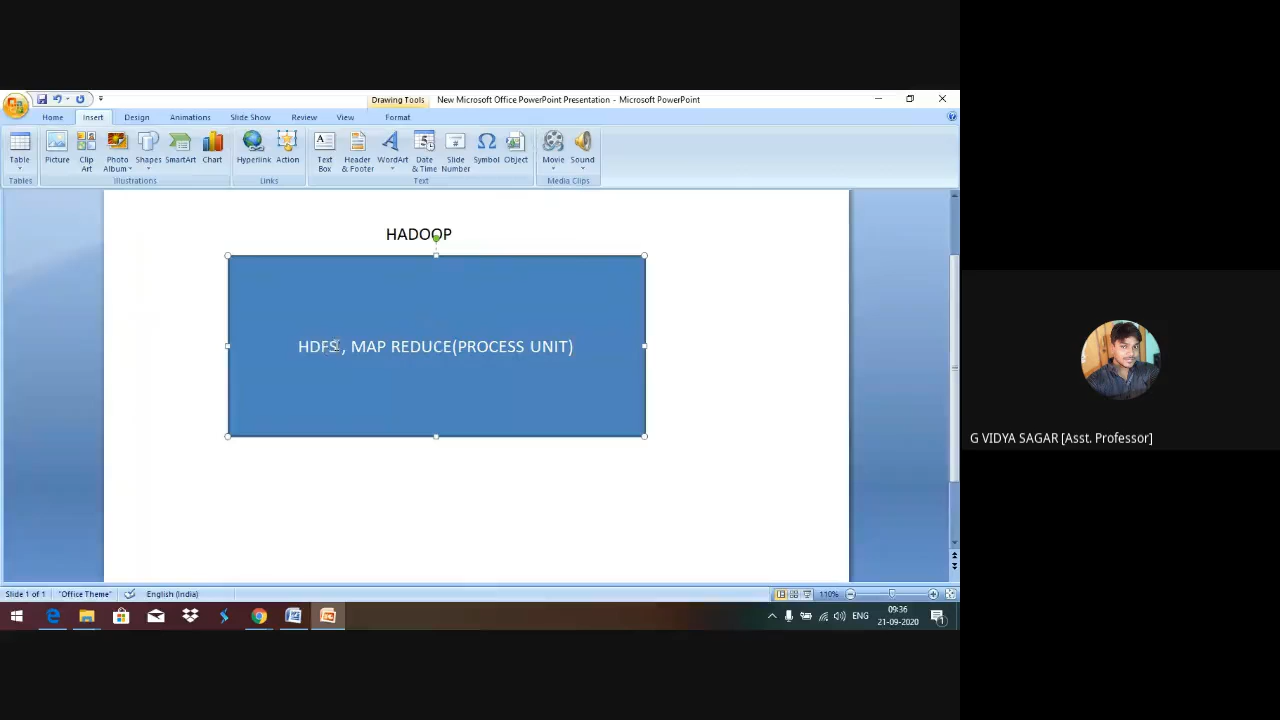 Drawing Tools
New Microsoft Office PowerPoint Presentation - Microsoft PowerPoint
Home Insert Design Animations Slide Show Review View Format
Table Picture Clip Art Photo Album Shapes SmartArt Chart Hyperlink Action Text Box Header & Footer WordArt Date & Time Slide Number Symbol Object Movie Sound
Tables Illustrations Links Text Media Clips
HADOOP
HDFS, MAP REDUCE(PROCESS UNIT)
G VIDYA SAGAR [Asst. Professor]
Slide 1 of 1 "Office Theme" English (India) 110%
ENG 09:36
21-09-2020